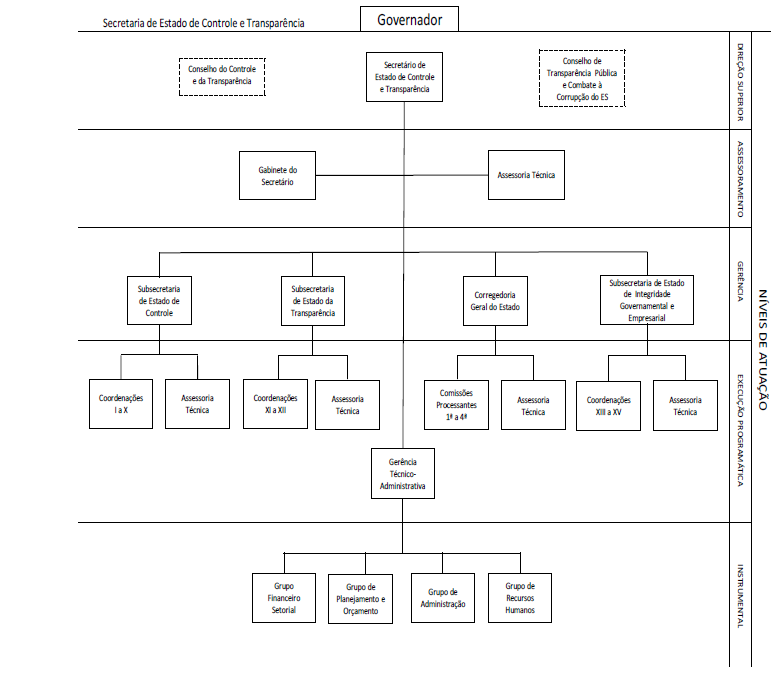 Secretaria de Estado de Controle e Transparência
Governador
Conselho do Controle
e da Transparência
Secretário de
Estado de Controle
e Transparência
Conselho de
Transparência Pública
e Combate à
Corrupção do ES
DIREÇÃO SUPERIOR
Gabinete do
Secretário
Assessoria Técnica
ASSESSORAMENTO
Subsecretaria
de Estado de
Controle
Subsecretaria
de Estado da
Transparência
Corregedoria
Geral do Estado
Subsecretaria de Estado
de Integridade
Governamental e
Empresarial
GERÊNCIA
NÍVEIS DE ATUAÇÃO
Coordenações
I a X
Assessoria
Técnica
Coordenações
XI a XII
Assessoria
Técnica
Comissões
Processantes
1ª a 4ª
Assessoria
Técnica
Coordenações
XIII a XV
Assessoria
Técnica
EXECUÇÃO PROGRAMÁTICA
Gerência
Técnico-
Administrativa
Grupo
Financeiro
Setorial
Grupo de
Planejamento e
Orçamento
Grupo de
Administração
Grupo de
Recursos
Humanos
INSTRUMENTAL